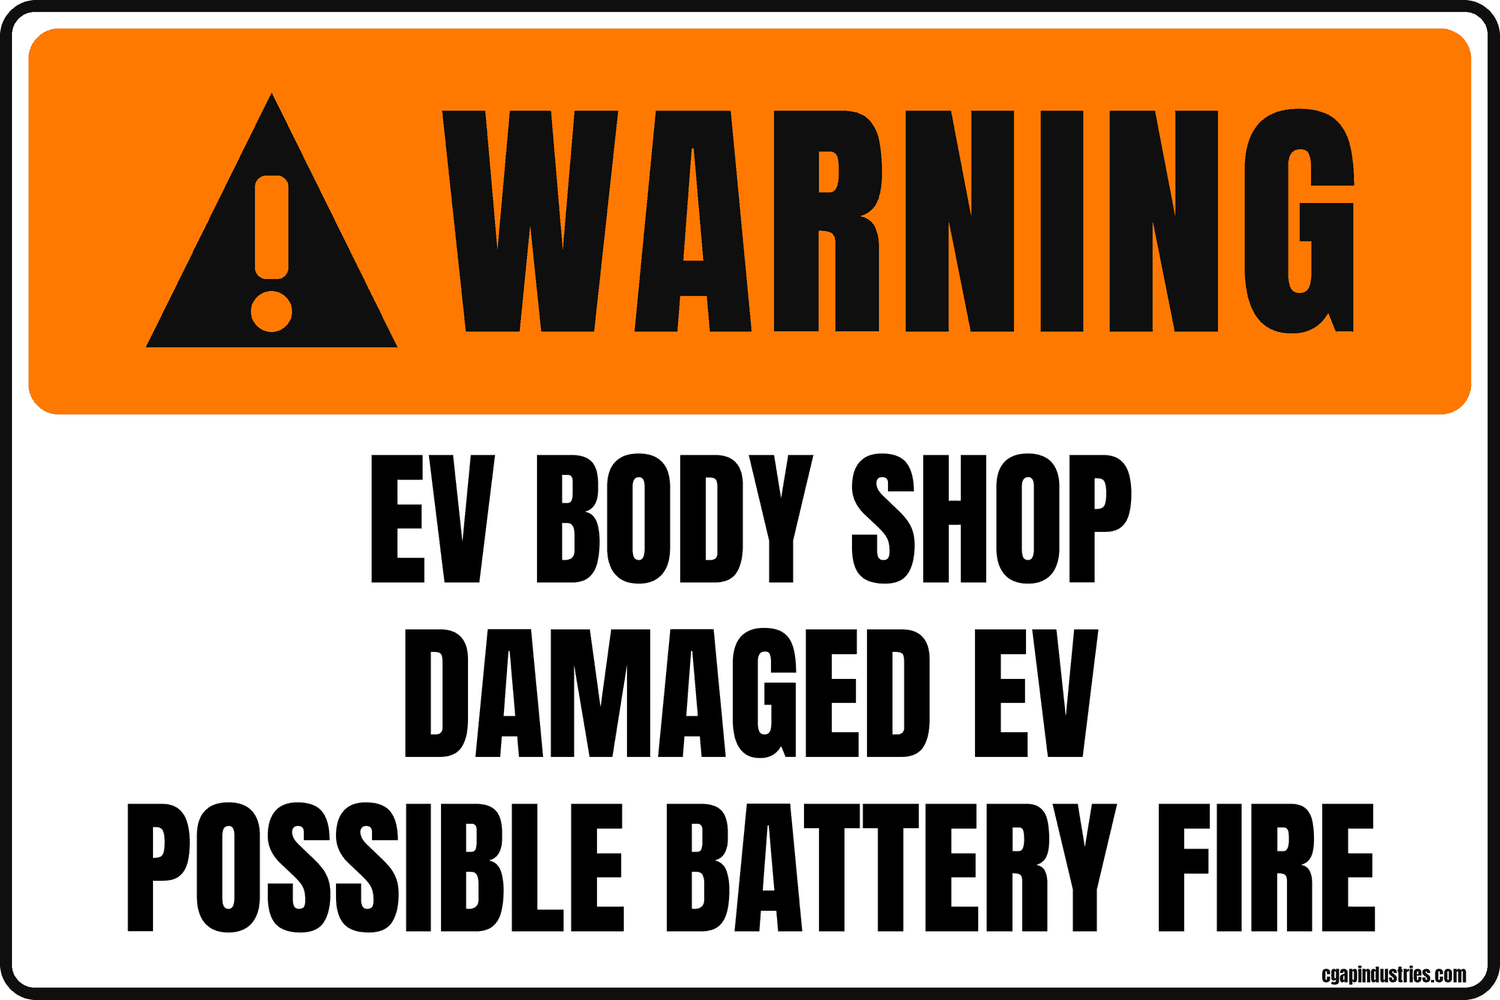 WARNING
EV BODY SHOP
DAMAGED EV
POSSIBLE BATTERY FIRE
cgapindustries.com